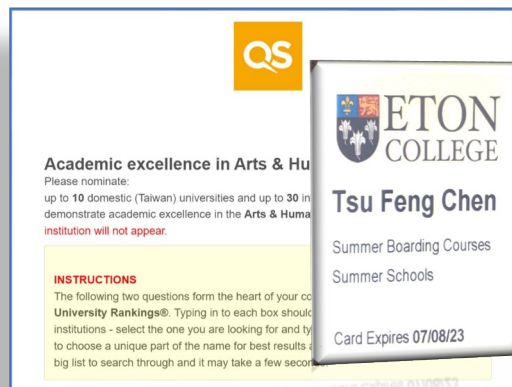 QS
Academic excellence in Arts & Hu
Please nominate:
up to 10 domestic (Taiwan) universities and up to 30 in
demonstrate academic excellence in the Arts & Huma
institution will not appear.
INSTRUCTIONS
The following two questions form the heart of your co
University Rankings®. Typing in to each box should
institutions - select the one you are looking for and ty
to choose a unique part of the name for best results a
big list to search through and it may take a few second
ETON
COLLEGE
Tsu Feng Chen
Summer Boarding Courses
Summer Schools
Card Expires 07/08/23